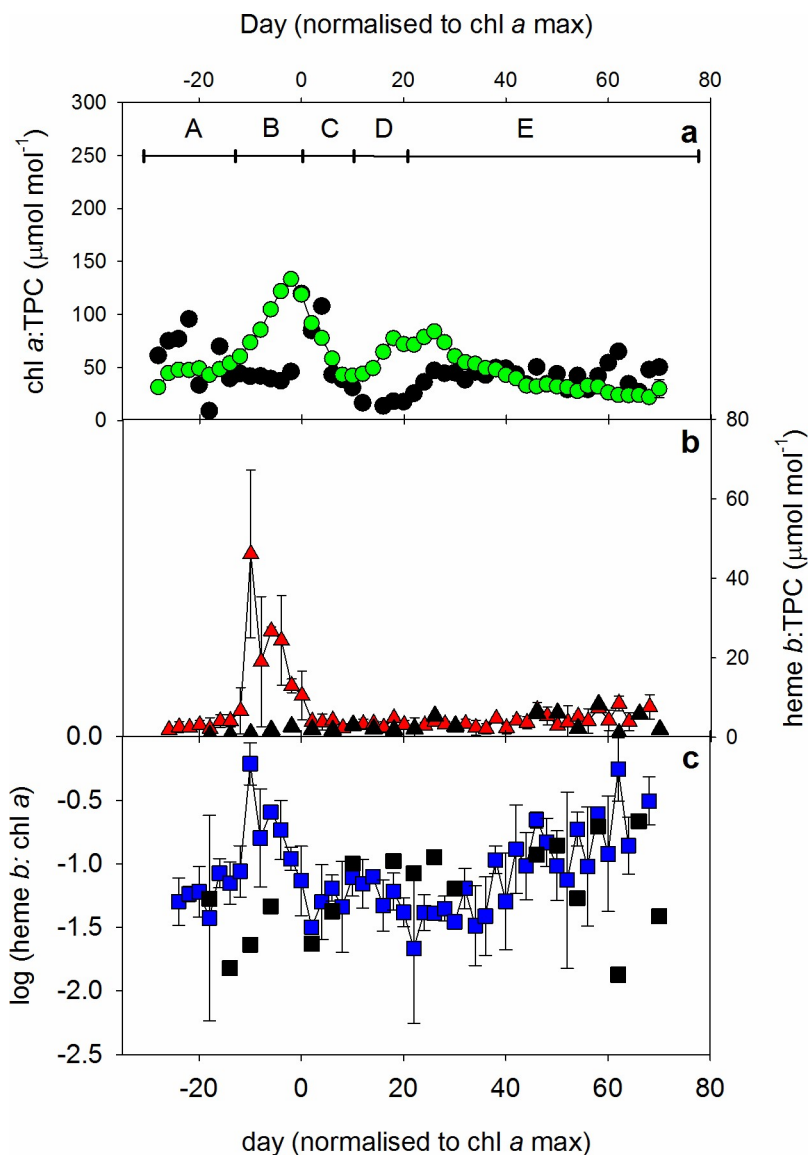 Day (normalised to chl a max)
-20 0 20 40 60 80
300
A B C D E a
250
200
150
100
50
0
chl a:TPC (μmol mol⁻¹)
b
80
60
40
20
0
heme b:TPC (μmol mol⁻¹)
0.0
c
-0.5
-1.0
-1.5
-2.0
-2.5
log (heme b: chl a)
-20 0 20 40 60 80
day (normalised to chl a max)